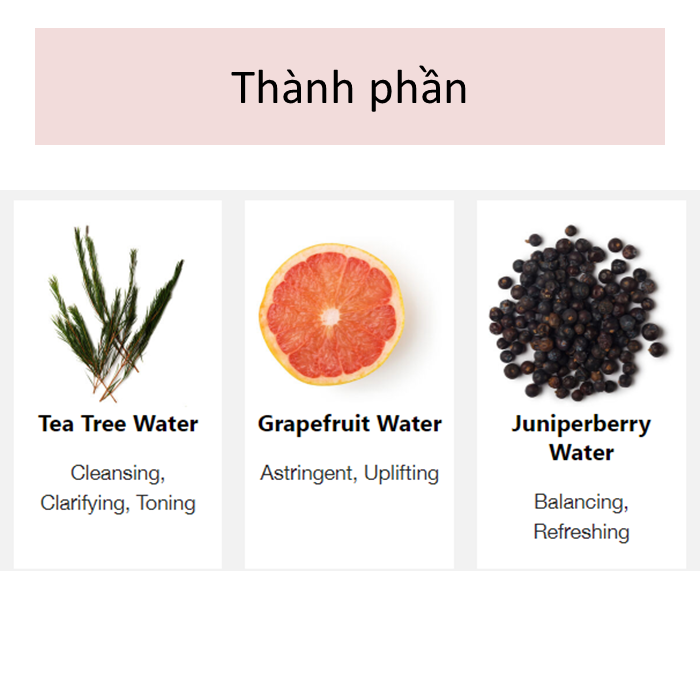 Thành phần
Tea Tree Water
Cleansing,
Clarifying, Toning
Grapefruit Water
Astringent, Uplifting
Juniperberry
Water
Balancing,
Refreshing